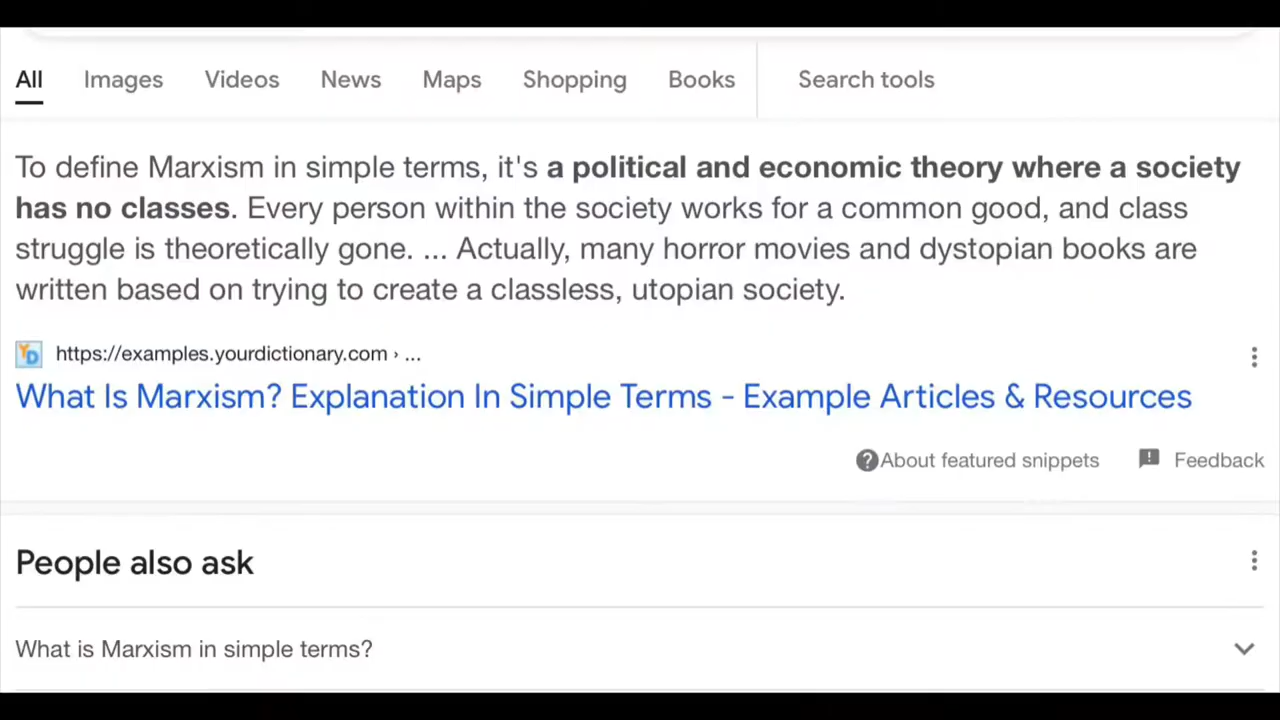 All Images Videos News Maps Shopping Books Search tools
To define Marxism in simple terms, it's a political and economic theory where a society
has no classes. Every person within the society works for a common good, and class
struggle is theoretically gone. ... Actually, many horror movies and dystopian books are
written based on trying to create a classless, utopian society.
YD https://examples.yourdictionary.com › ...
What Is Marxism? Explanation In Simple Terms - Example Articles & Resources
About featured snippets Feedback
People also ask
What is Marxism in simple terms?